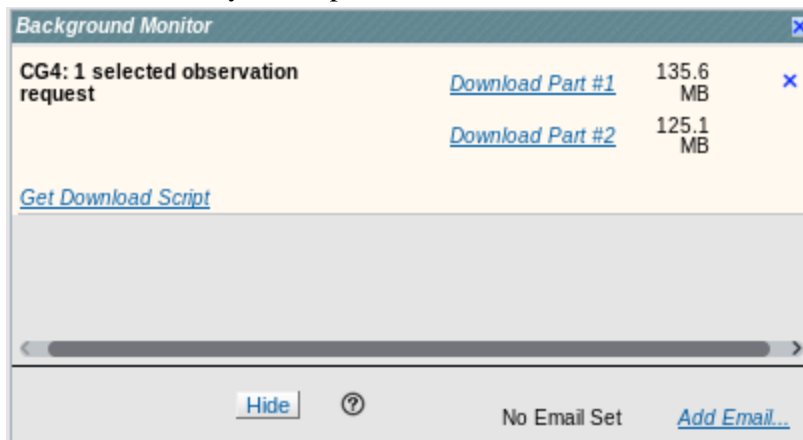 Background Monitor
CG4: 1 selected observation
request
Download Part #1
135.6
MB
Download Part #2
125.1
MB
Get Download Script
Hide
No Email Set
Add Email...